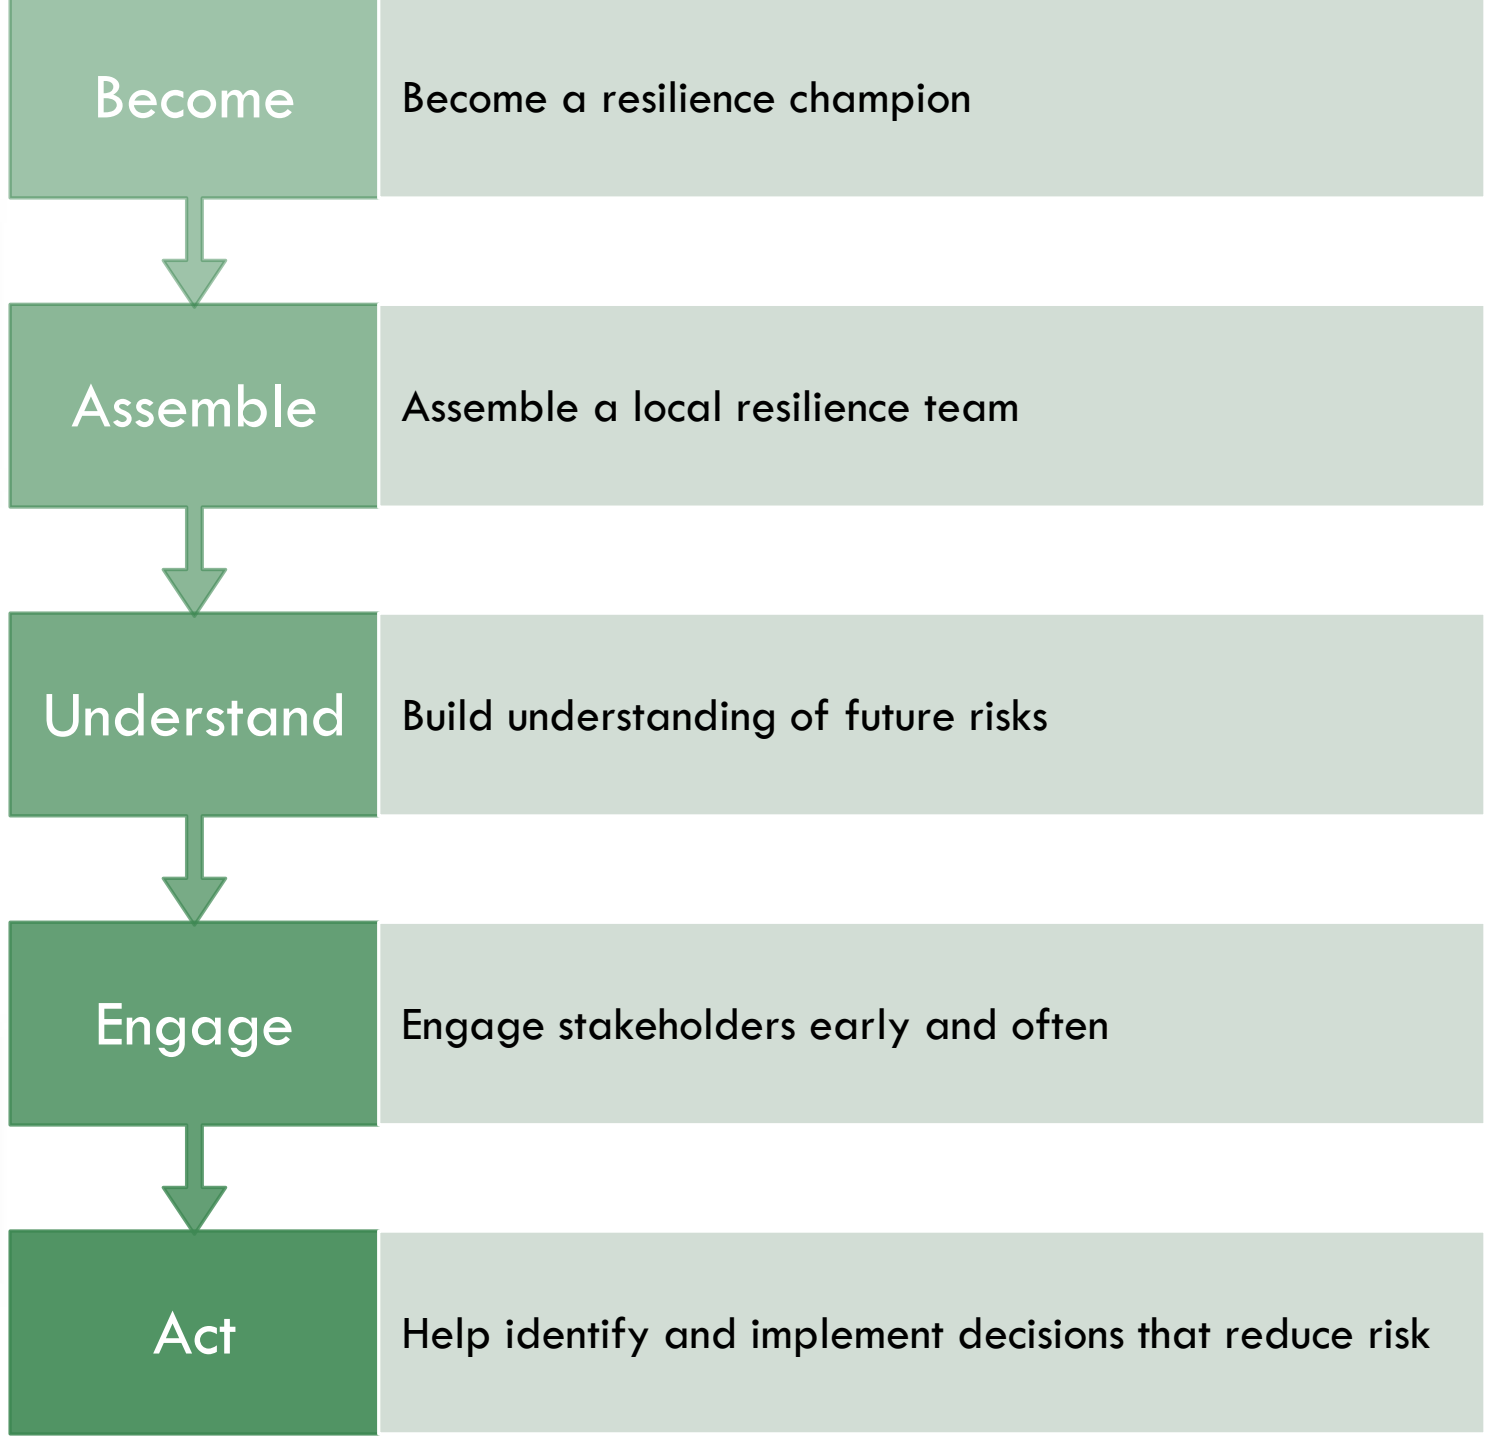 Become
Become a resilience champion
Assemble
Assemble a local resilience team
Understand
Build understanding of future risks
Engage
Engage stakeholders early and often
Act
Help identify and implement decisions that reduce risk